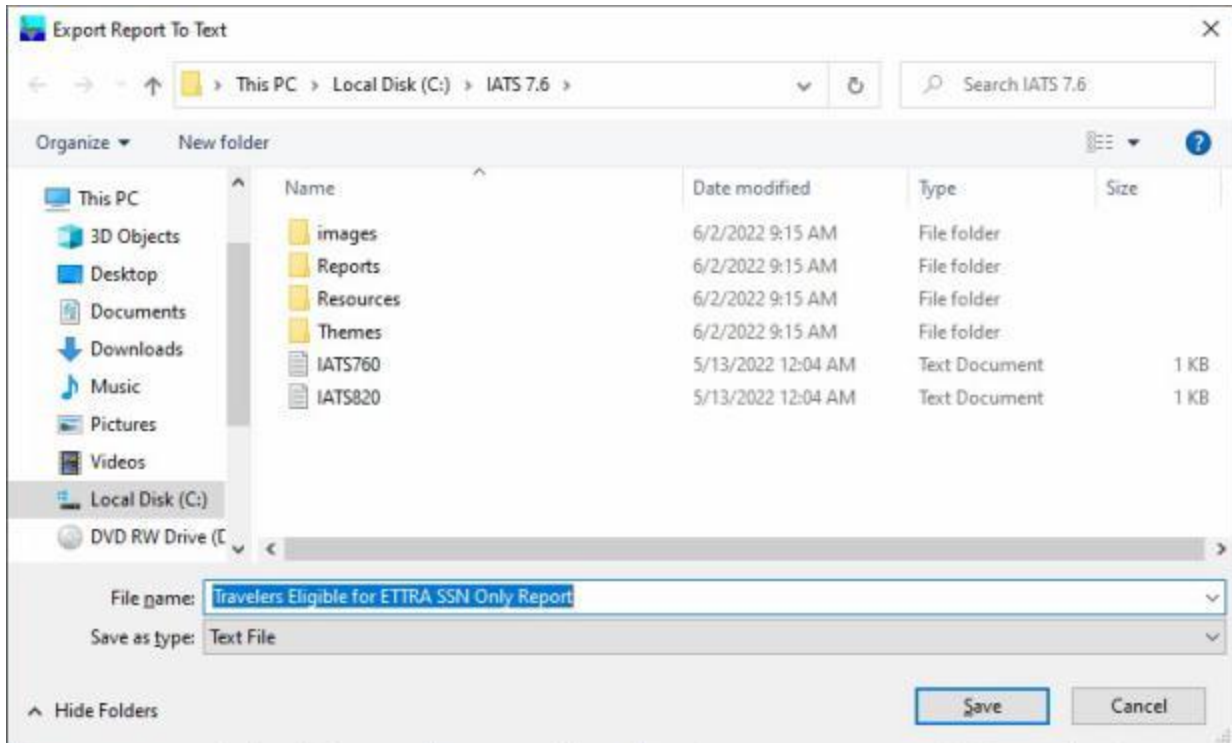 Export Report To Text
This PC > Local Disk (C:) > IATS 7.6 >
Search IATS 7.6
Organize
New folder
Name Date modified Type Size
This PC
3D Objects
Desktop
Documents
Downloads
Music
Pictures
Videos
Local Disk (C:)
DVD RW Drive (D
images 6/2/2022 9:15 AM File folder
Reports 6/2/2022 9:15 AM File folder
Resources 6/2/2022 9:15 AM File folder
Themes 6/2/2022 9:15 AM File folder
IATS760 5/13/2022 12:04 AM Text Document 1 KB
IATS820 5/13/2022 12:04 AM Text Document 1 KB
File name: Travelers Eligible for ETTRA SSN Only Report
Save as type: Text File
Hide Folders
Save
Cancel